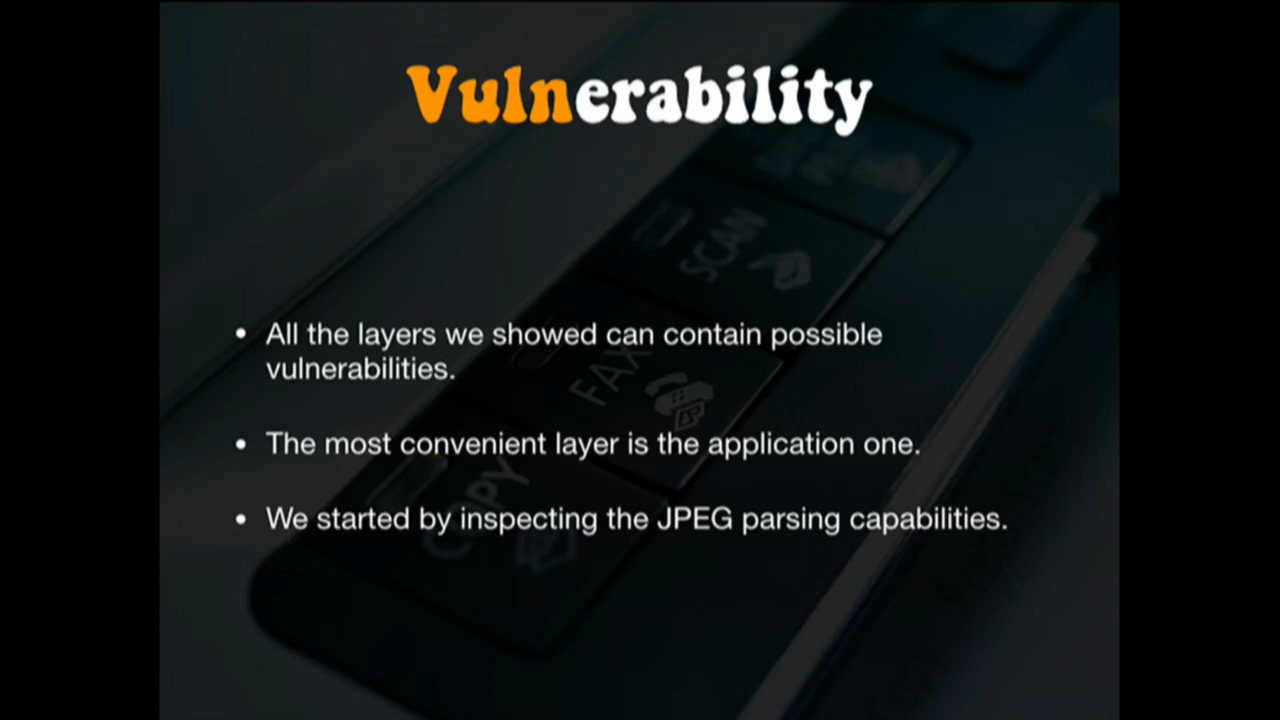 Vulnerability
SCAN
• All the layers we showed can contain possible
vulnerabilities.
FAX
• The most convenient layer is the application one.
COPY
• We started by inspecting the JPEG parsing capabilities.